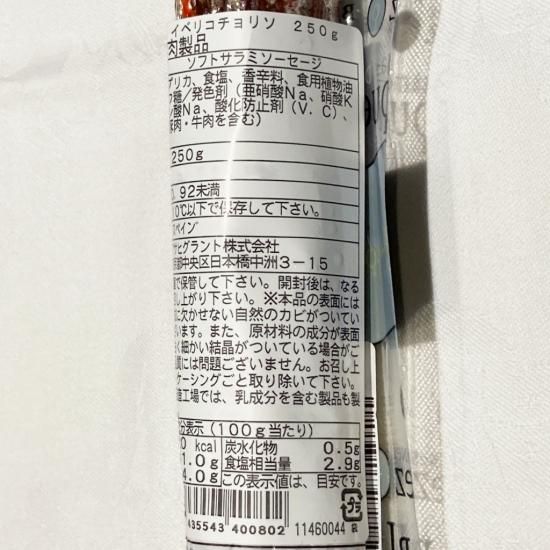 イベリコチョリソ 250g
肉製品
ソフトサラミソーセージ
プリカ、食塩、香辛料、食用植物油
糖/発色剤(亜硝酸Na、硝酸K
酸Na、酸化防止剤(V.C)、
豚肉・牛肉を含む)
250g
92未満
10℃以下で保存して下さい。
スペイン
ヒグラント株式会社
都中央区日本橋中洲3-15
で保管して下さい。開封後は、なる
し上がり下さい。※本品の表面には
に欠かせない自然のカビがついてい
います。また、原材料の成分が表面
く細かい結晶がついている場合がご
質には問題ございません。お召し上
ケーシングごと取り除いて下さい。
造工場では、乳成分を含む製品も製
分表示(100g当たり)
0 kcal 炭水化物 0.5g
1.0g 食塩相当量 2.9g
4.0g この表示値は、目安です。
プラ
435543 400802 11460044